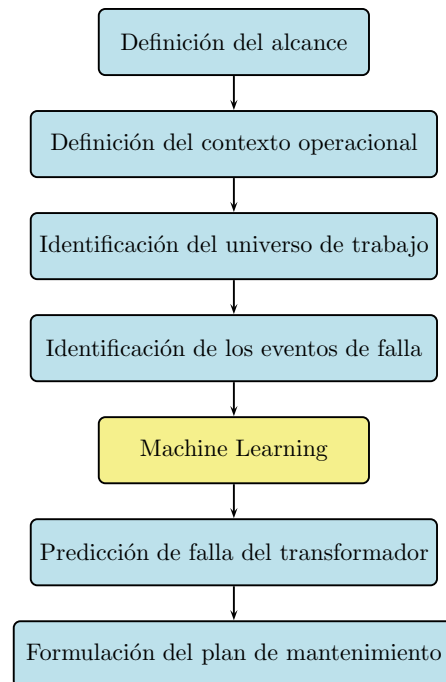 Definición del alcance
Definición del contexto operacional
Identificación del universo de trabajo
Identificación de los eventos de falla
Machine Learning
Predicción de falla del transformador
Formulación del plan de mantenimiento